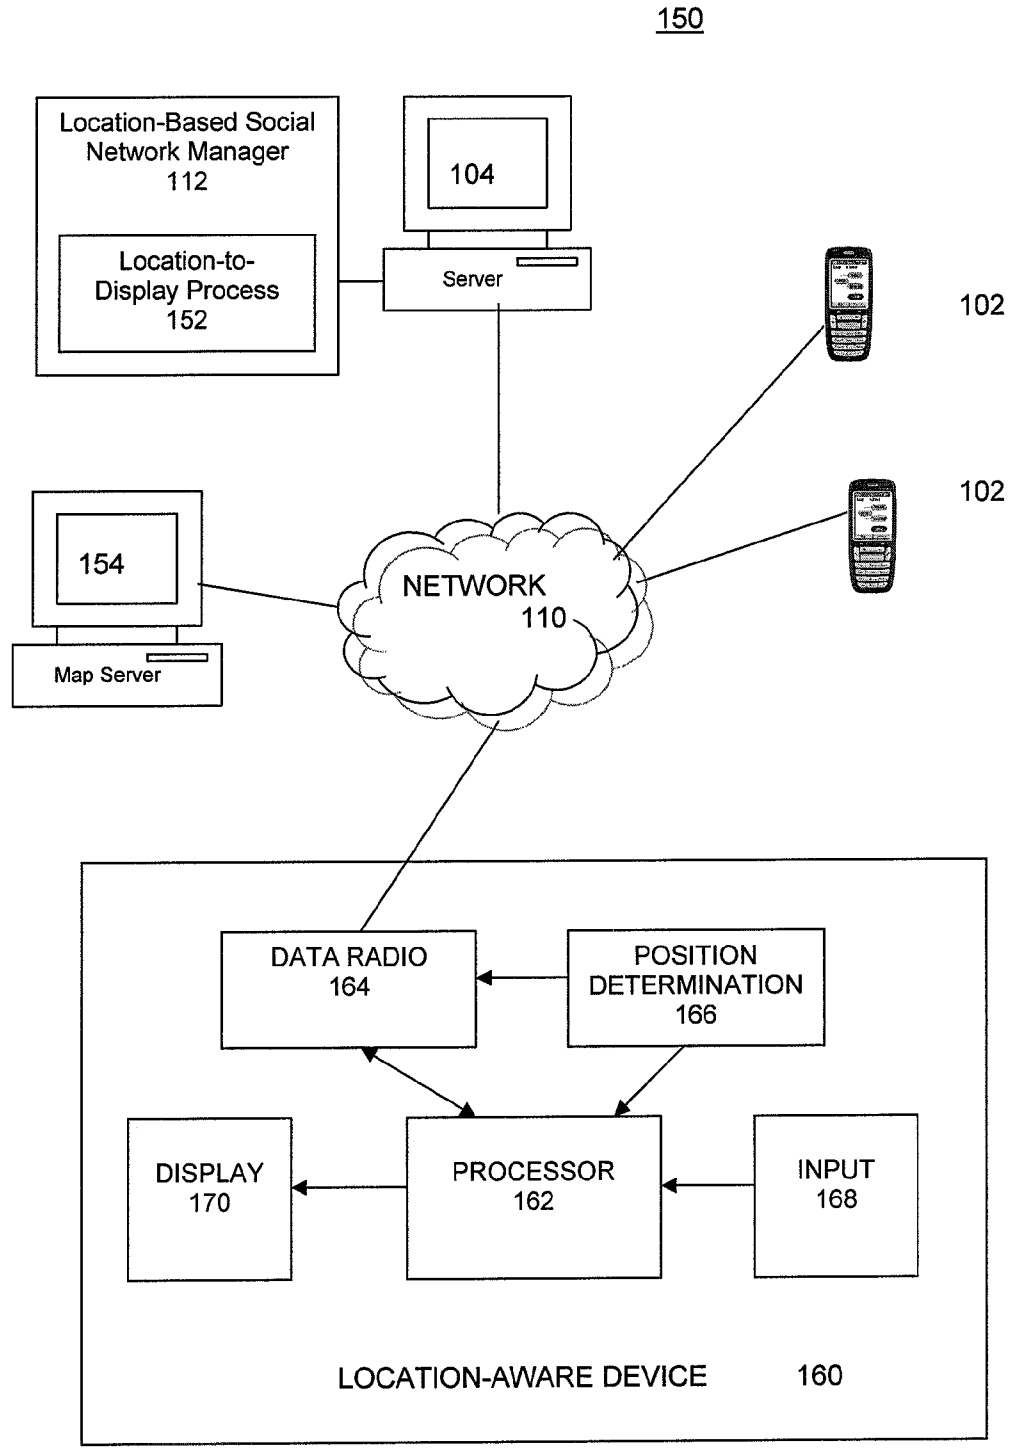 150
Location-Based Social
Network Manager
112
Location-to-
Display Process
152
104
Server
102
102
154
Map Server
NETWORK
110
DATA RADIO
164
POSITION
DETERMINATION
166
DISPLAY
170
PROCESSOR
162
INPUT
168
LOCATION-AWARE DEVICE 160